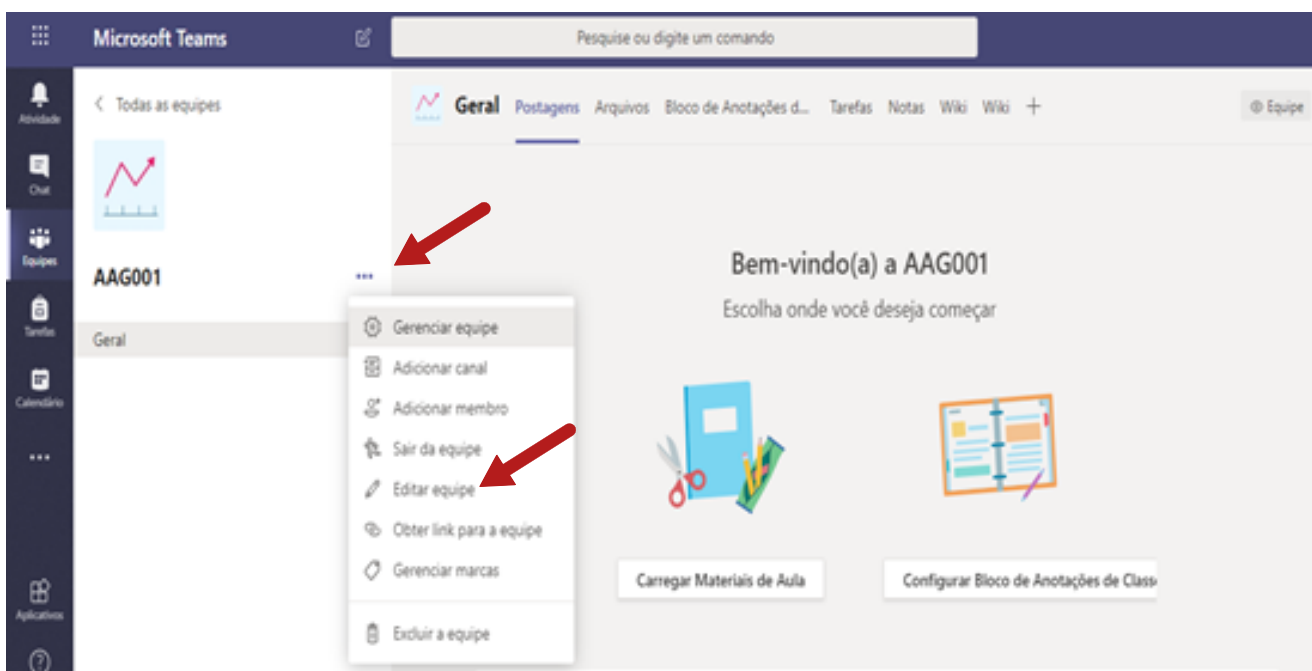 Microsoft Teams
Pesquise ou digite um comando
Atividade
Chat
Equipes
Tarefas
Calendário
Aplicativos
Todas as equipes
AAG001
Geral
Gerenciar equipe
Adicionar canal
Adicionar membro
Sair da equipe
Editar equipe
Obter link para a equipe
Gerenciar marcas
Excluir a equipe
Geral Postagens Arquivos Bloco de Anotações d... Tarefas Notas Wiki Wiki +
Equipe
Bem-vindo(a) a AAG001
Escolha onde você deseja começar
Carregar Materiais de Aula
Configurar Bloco de Anotações de Classe